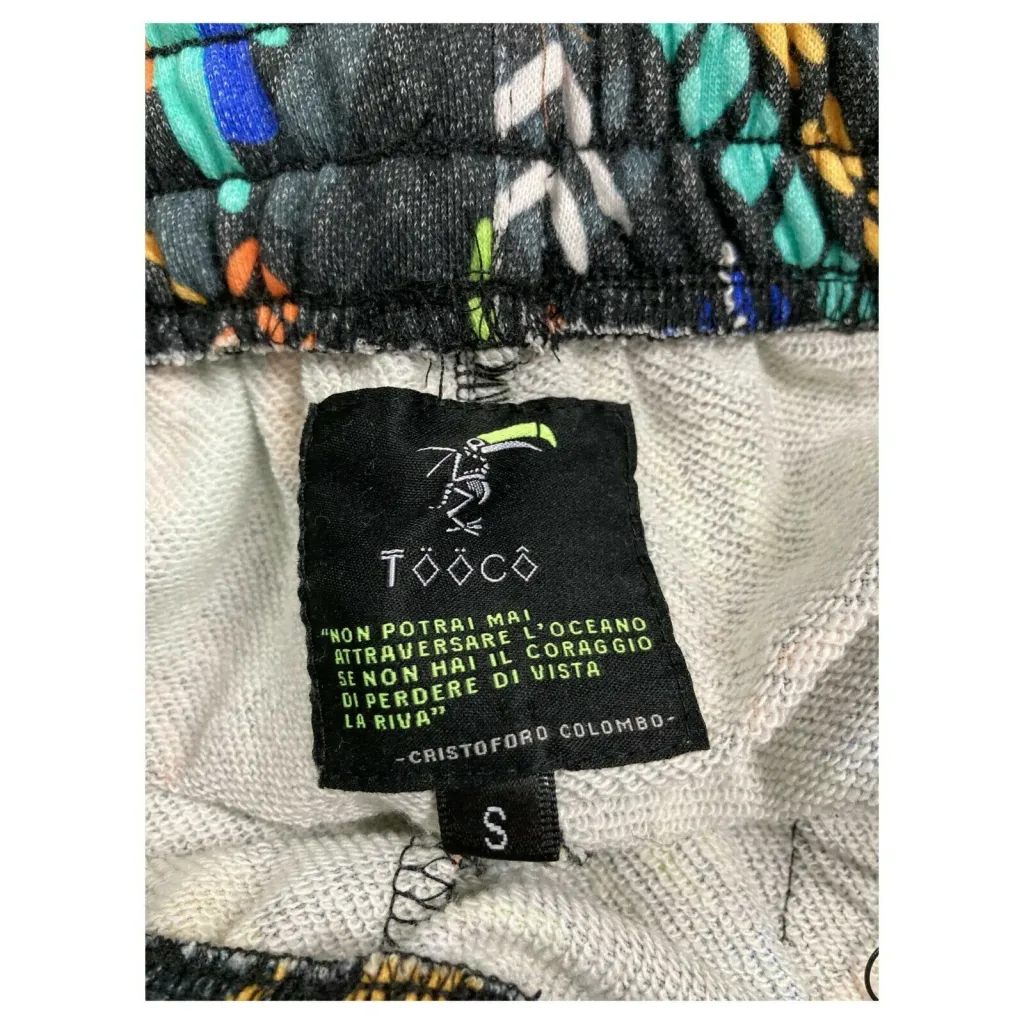 TÖÖCÔ
"NON POTRAI MAI
ATTRAVERSARE L'OCEANO
SE NON HAI IL CORAGGIO
DI PERDERE DI VISTA
LA RIVA"
-CRISTOFORO COLOMBO-
S